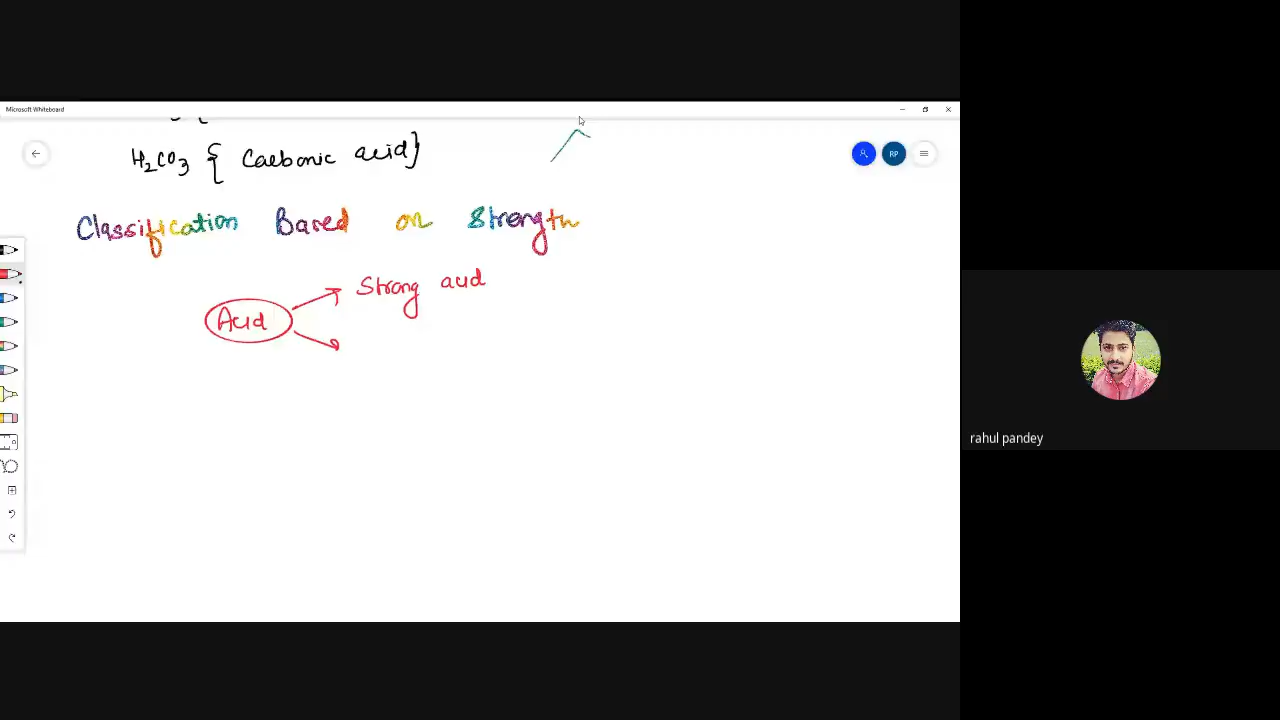 Microsoft Whiteboard
H2CO3 { Carbonic acid}
RP
Classification Based on Strength
Strong acid
Acid
rahul pandey